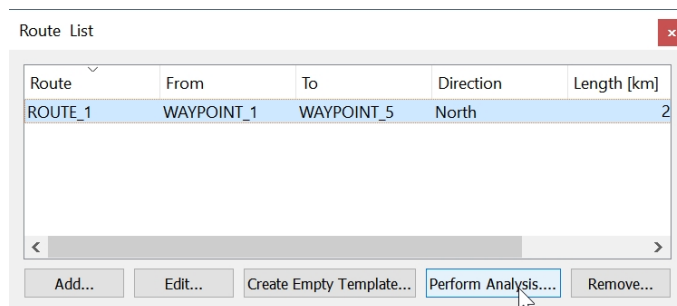 Route List
Route From To Direction Length [km]
ROUTE_1 WAYPOINT_1 WAYPOINT_5 North 2
Add... Edit... Create Empty Template... Perform Analysis.... Remove...